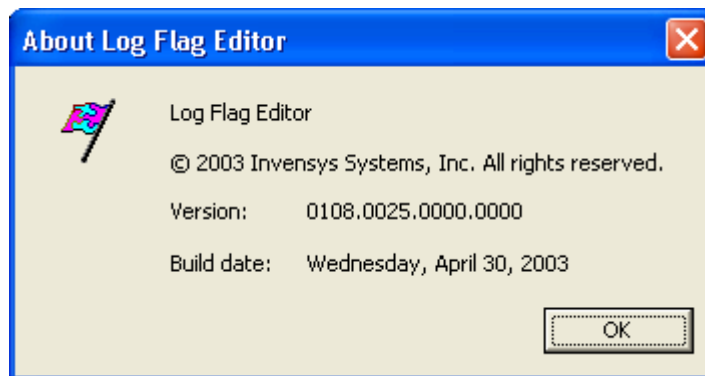 About Log Flag Editor
Log Flag Editor
© 2003 Invensys Systems, Inc. All rights reserved.
Version: 0108.0025.0000.0000
Build date: Wednesday, April 30, 2003
OK